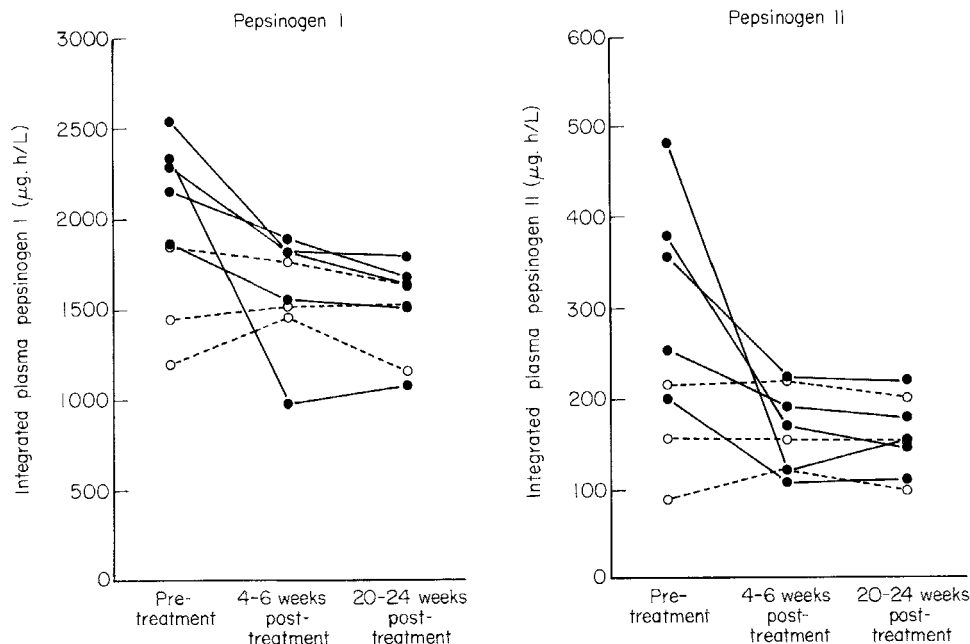 Pepsinogen I
3000
2500
2000
1500
1000
500
0
Integrated plasma pepsinogen I (μg. h/L)
Pre-
treatment
4-6 weeks
post-
treatment
20-24 weeks
post-
treatment
Pepsinogen II
600
500
400
300
200
100
0
Integrated plasma pepsinogen II (μg. h/L)
Pre-
treatment
4-6 weeks
post-
treatment
20-24 weeks
post-
treatment